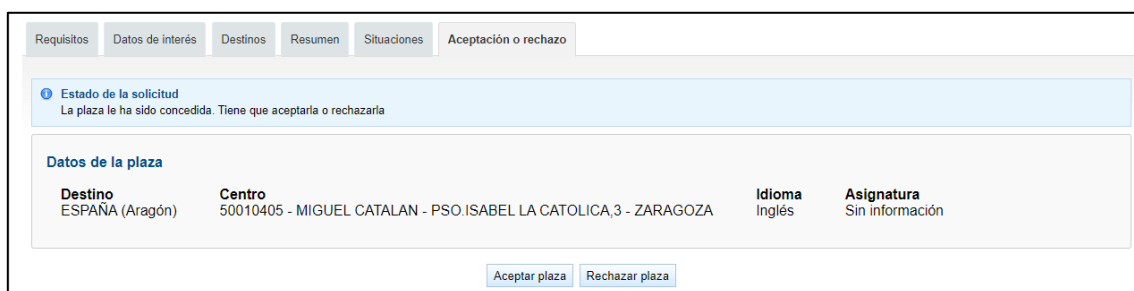 Requisitos Datos de interés Destinos Resumen Situaciones Aceptación o rechazo
Estado de la solicitud
La plaza le ha sido concedida. Tiene que aceptarla o rechazarla
Datos de la plaza
Destino Centro Idioma Asignatura
ESPAÑA (Aragón) 50010405 - MIGUEL CATALAN - PSO.ISABEL LA CATOLICA,3 - ZARAGOZA Inglés Sin información
Aceptar plaza Rechazar plaza